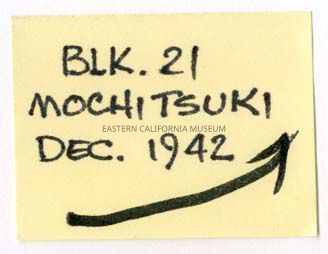 BLK. 21
MOCHITSUKI
EASTERN CALIFORNIA MUSEUM
DEC. 1942